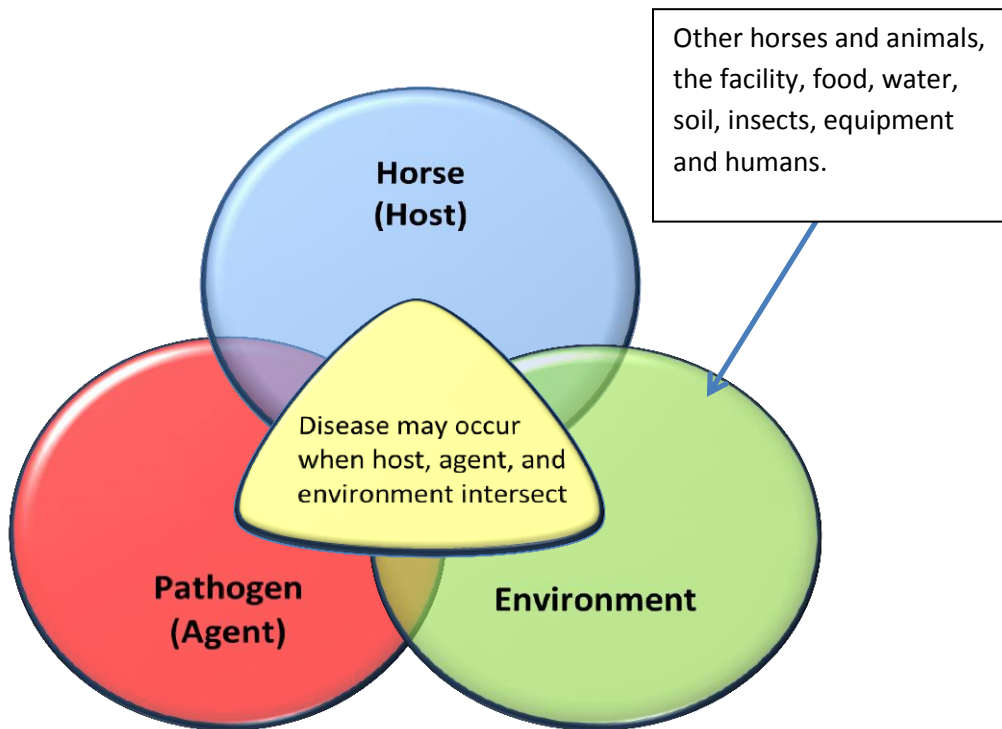 Other horses and animals,
the facility, food, water,
soil, insects, equipment
and humans.
Horse
(Host)
Disease may occur
when host, agent, and
environment intersect
Pathogen
(Agent)
Environment